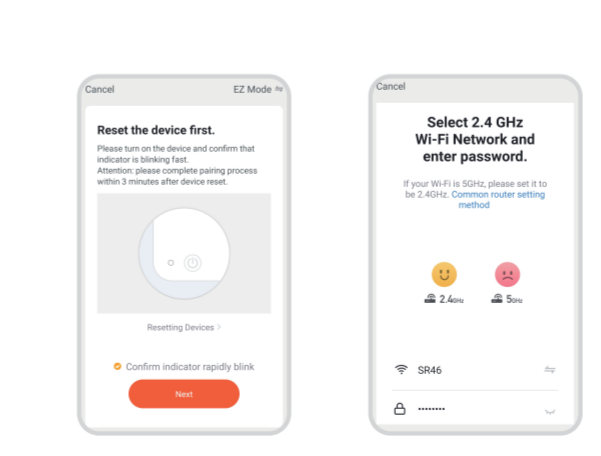 Cancel
EZ Mode
Reset the device first.
Please turn on the device and confirm that
indicator is blinking fast.
Attention: please complete pairing process
within 3 minutes after device reset.
Resetting Devices >
Confirm indicator rapidly blink
Next
Cancel
Select 2.4 GHz
Wi-Fi Network and
enter password.
If your Wi-Fi is 5GHz, please set it to
be 2.4GHz. Common router setting
method
2.4GHz
5GHz
SR46
••••••••